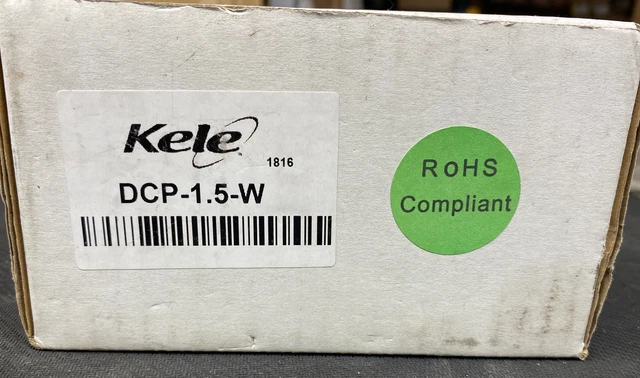 Kele
1816
DCP-1.5-W
RoHS
Compliant